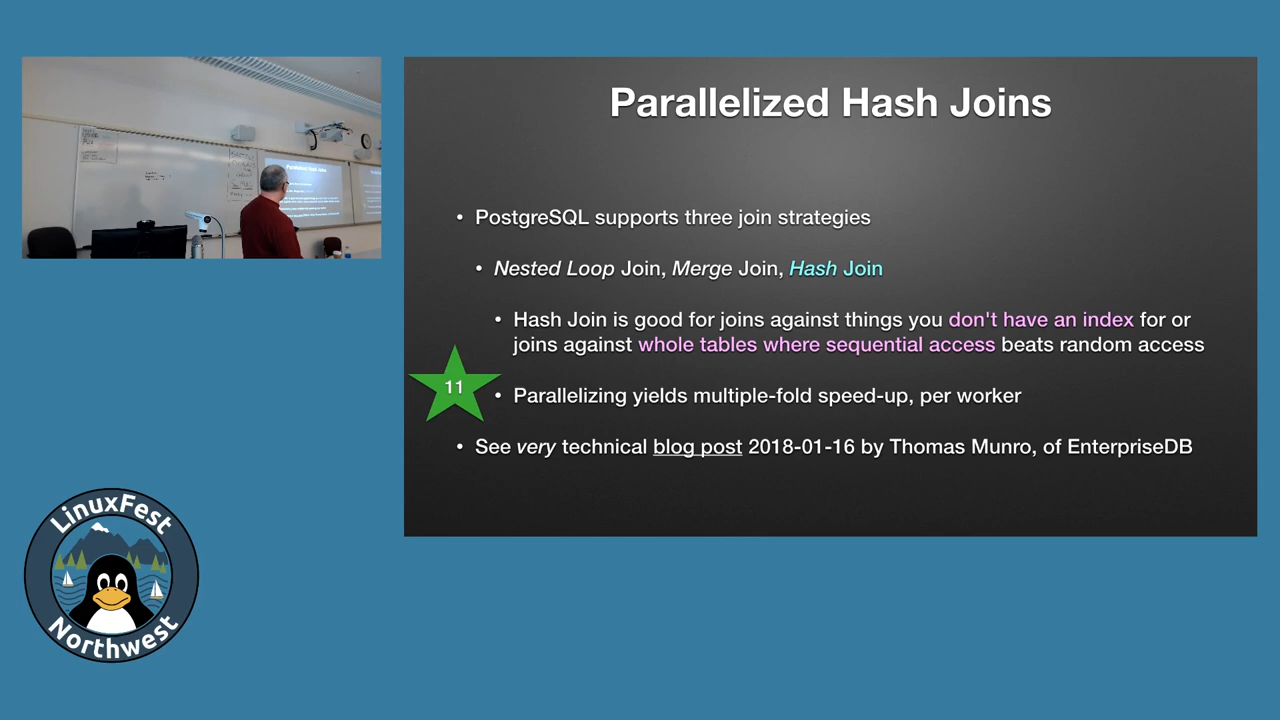 Parallelized Hash Joins
• PostgreSQL supports three join strategies
• Nested Loop Join, Merge Join, Hash Join
• Hash Join is good for joins against things you don't have an index for or
joins against whole tables where sequential access beats random access
11
• Parallelizing yields multiple-fold speed-up, per worker
• See very technical blog post 2018-01-16 by Thomas Munro, of EnterpriseDB
LinuxFest
Northwest
Parallelized Hash Joins